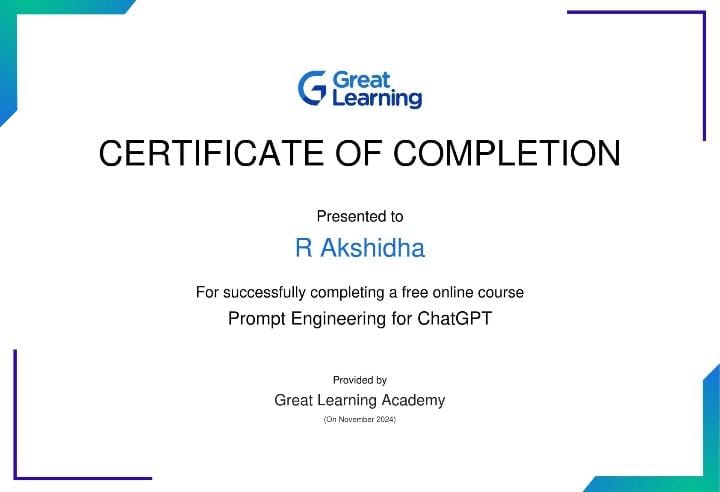 Great
Learning
CERTIFICATE OF COMPLETION
Presented to
R Akshidha
For successfully completing a free online course
Prompt Engineering for ChatGPT
Provided by
Great Learning Academy
(On November 2024)